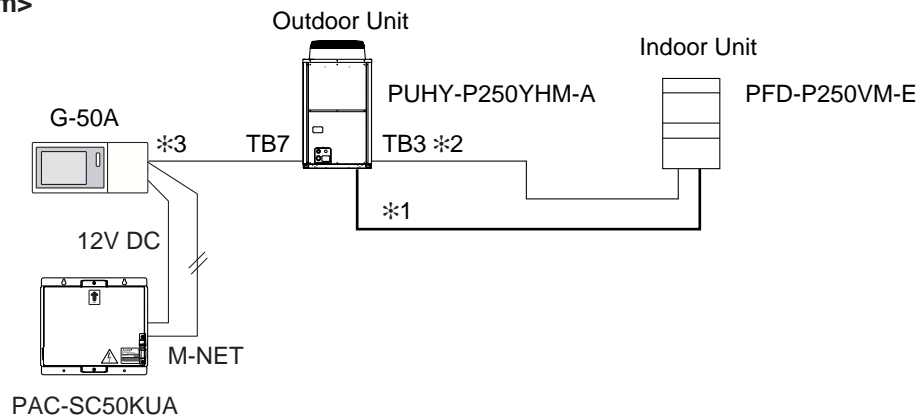 m>
Outdoor Unit
Indoor Unit
PUHY-P250YHM-A
PFD-P250VM-E
G-50A
✻3
TB7
TB3 ✻2
✻1
12V DC
M-NET
PAC-SC50KUA